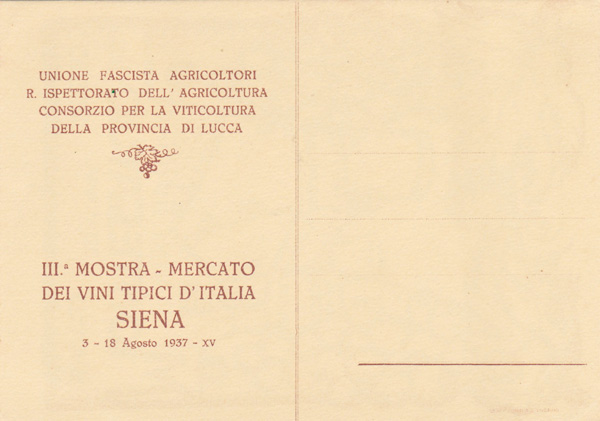 UNIONE FASCISTA AGRICOLTORI
R. ISPETTORATO DELL' AGRICOLTURA
CONSORZIO PER LA VITICOLTURA
DELLA PROVINCIA DI LUCCA
III.ª MOSTRA - MERCATO
DEI VINI TIPICI D'ITALIA
SIENA
3 - 18 Agosto 1937 - XV